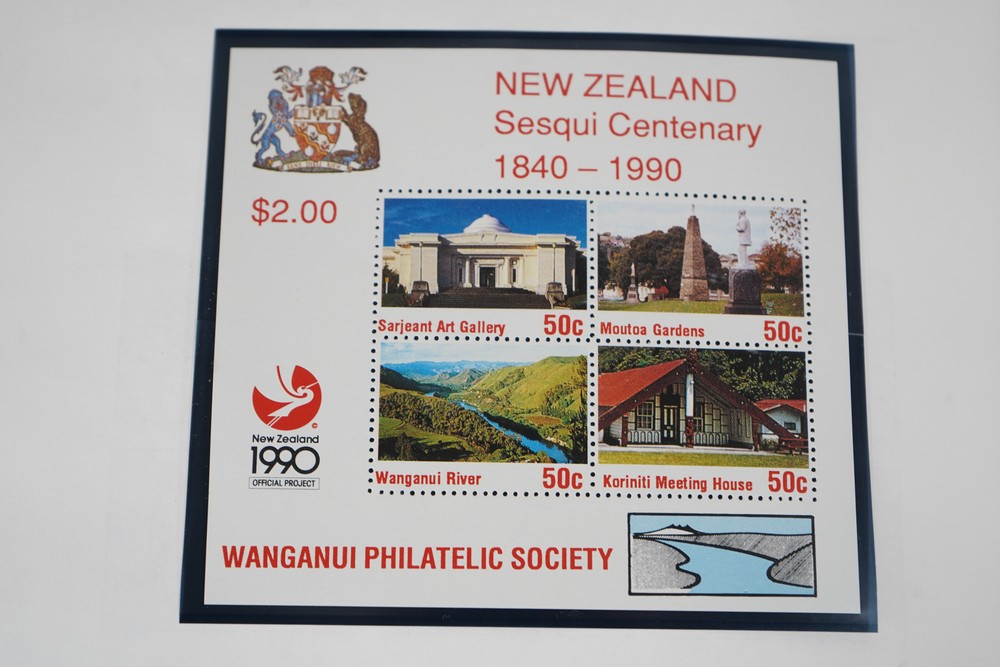 NEW ZEALAND
Sesqui Centenary
1840 – 1990
$2.00
Sarjeant Art Gallery 50c
Moutoa Gardens 50c
Wanganui River 50c
Koriniti Meeting House 50c
©
New Zealand
1990
OFFICIAL PROJECT
WANGANUI PHILATELIC SOCIETY